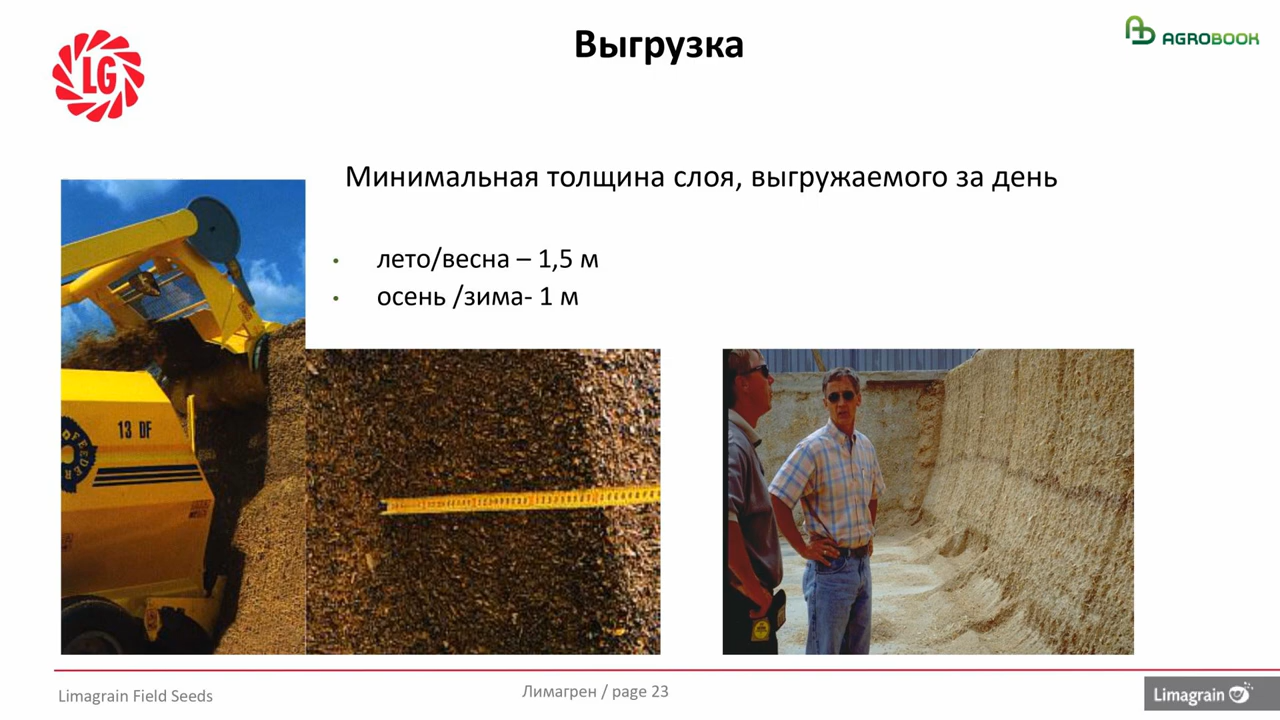 Выгрузка
LG
AGROBOOK
Минимальная толщина слоя, выгружаемого за день
• лето/весна – 1,5 м
• осень /зима- 1 м
13 DF
FEEDER
Limagrain Field Seeds
Лимагрен / page 23
Limagrain